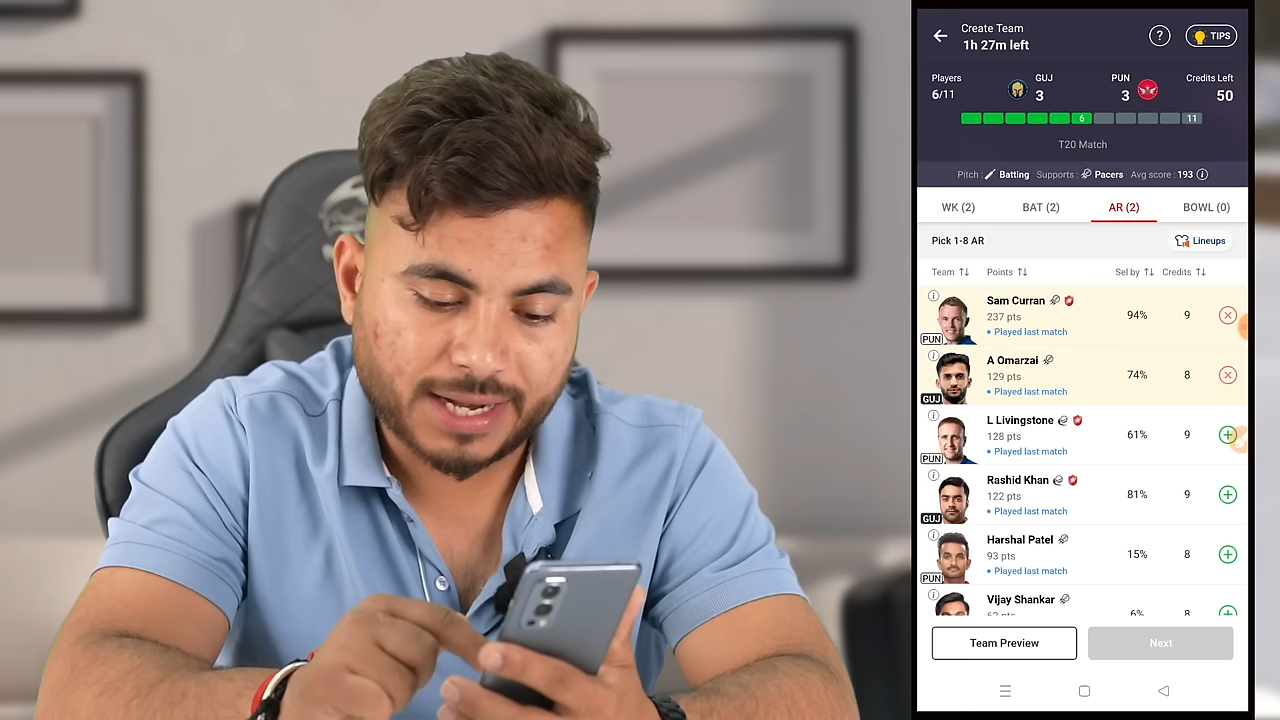 Create Team
1h 27m left
?
TIPS
Players
6/11
GUJ
3
PUN
3
Credits Left
50
6
11
T20 Match
Pitch : Batting Supports : Pacers Avg score : 193
WK (2) BAT (2) AR (2) BOWL (0)
Pick 1-8 AR
Lineups
Team Points Sel by Credits
Sam Curran
237 pts
Played last match
PUN
94% 9
A Omarzai
129 pts
Played last match
GUJ
74% 8
L Livingstone
128 pts
Played last match
PUN
61% 9
Rashid Khan
122 pts
Played last match
GUJ
81% 9
Harshal Patel
93 pts
Played last match
PUN
15% 8
Vijay Shankar
6% 8
Team Preview
Next